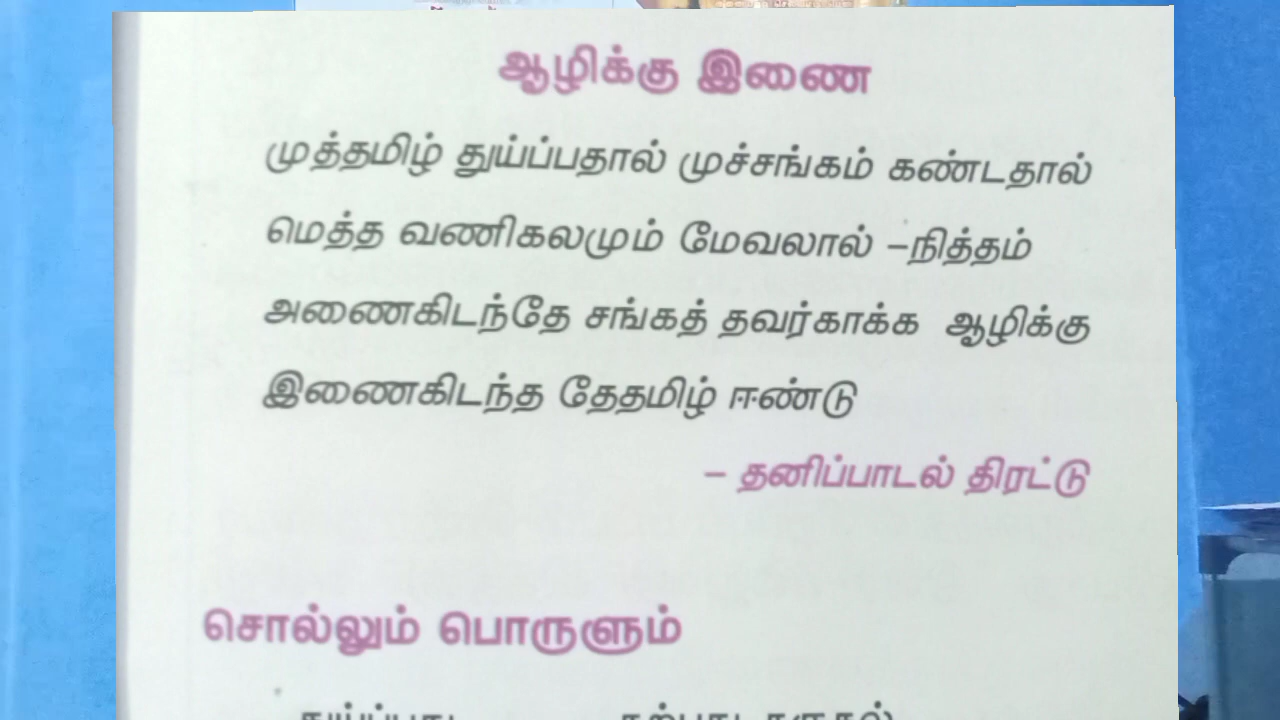 ஆழிக்கு இணை
முத்தமிழ் துய்ப்பதால் முச்சங்கம் கண்டதால்
மெத்த வணிகலமும் மேவலால் –நித்தம்
அணைகிடந்தே சங்கத் தவர்காக்க ஆழிக்கு
இணைகிடந்த தேதமிழ் ஈண்டு
– தனிப்பாடல் திரட்டு
சொல்லும் பொருளும்